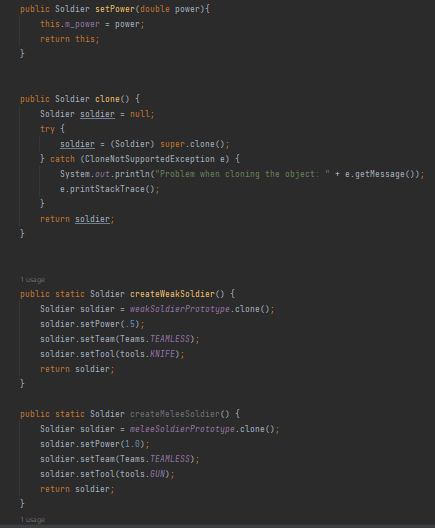 public Soldier setPower(double power){
this.m_power = power;
return this;
}
public Soldier clone() {
Soldier soldier = null;
try {
soldier = (Soldier) super.clone();
} catch (CloneNotSupportedException e) {
System.out.println("Problem when cloning the object: " + e.getMessage());
e.printStackTrace();
}
return soldier;
}
1 usage
public static Soldier createWeakSoldier() {
Soldier soldier = weakSoldierPrototype.clone();
soldier.setPower(.5);
soldier.setTeam(Teams.TEAMLESS);
soldier.setTool(tools.KNIFE);
return soldier;
}
public static Soldier createMeleeSoldier() {
Soldier soldier = meleeSoldierPrototype.clone();
soldier.setPower(1.0);
soldier.setTeam(Teams.TEAMLESS);
soldier.setTool(tools.GUN);
return soldier;
}
1 usage